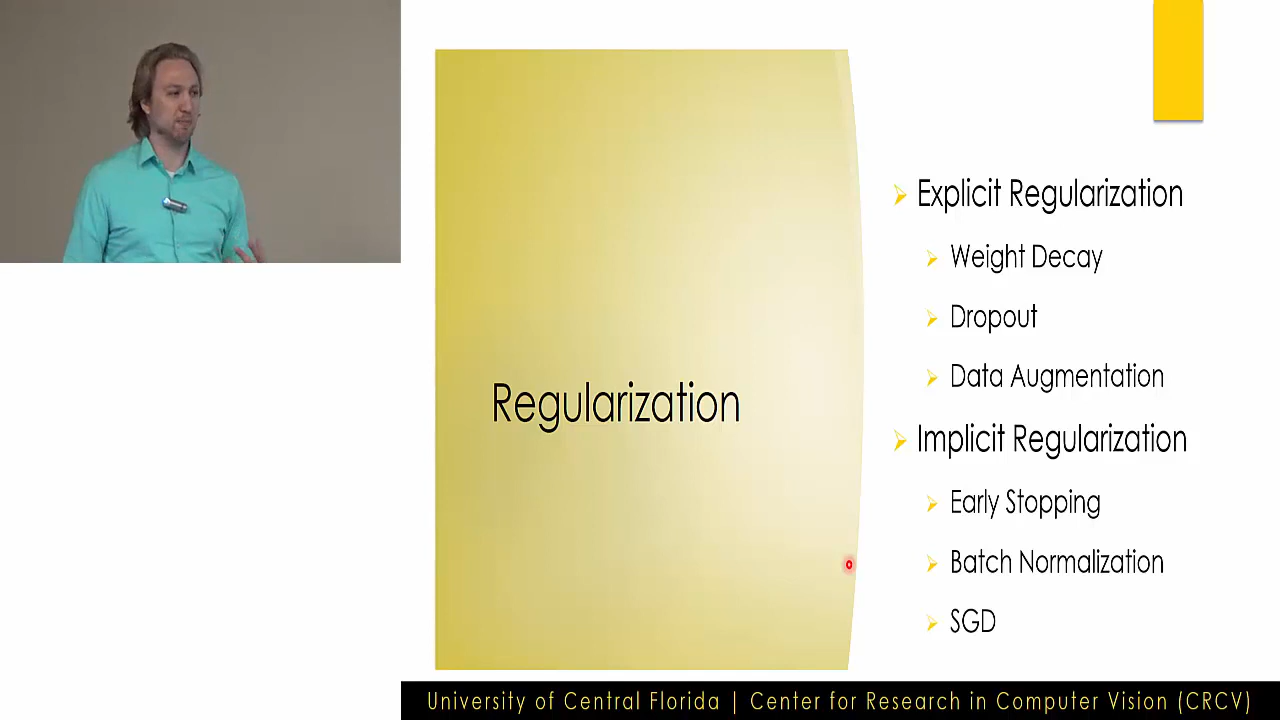 Regularization
Explicit Regularization
Weight Decay
Dropout
Data Augmentation
Implicit Regularization
Early Stopping
Batch Normalization
SGD
University of Central Florida | Center for Research in Computer Vision (CRCV)